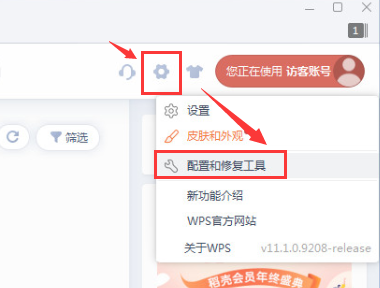 1
您正在使用 访客账号
设置
筛选
皮肤和外观
配置和修复工具
新功能介绍
WPS官方网站
关于WPS v11.1.0.9208-release
稻壳会员年终盛典